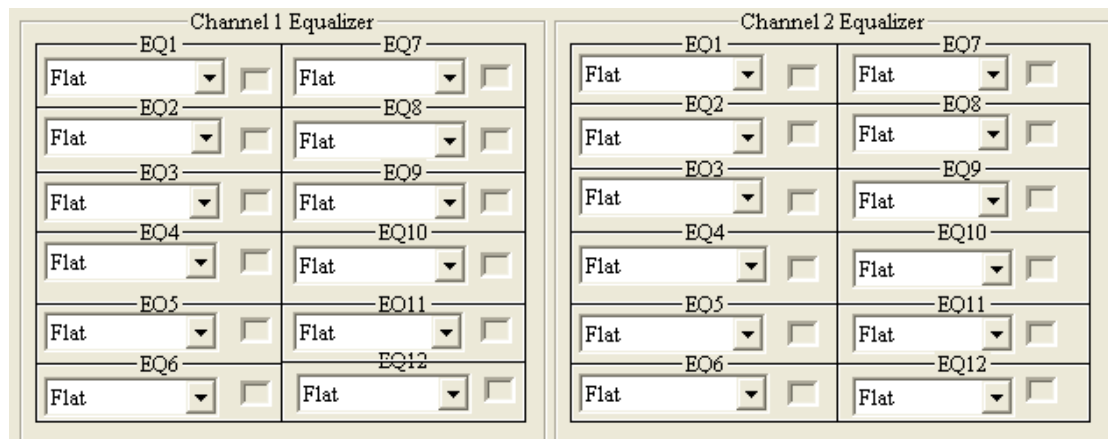 Channel 1 Equalizer
EQ1 EQ7
Flat Flat
EQ2 EQ8
Flat Flat
EQ3 EQ9
Flat Flat
EQ4 EQ10
Flat Flat
EQ5 EQ11
Flat Flat
EQ6 EQ12
Flat Flat
Channel 2 Equalizer
EQ1 EQ7
Flat Flat
EQ2 EQ8
Flat Flat
EQ3 EQ9
Flat Flat
EQ4 EQ10
Flat Flat
EQ5 EQ11
Flat Flat
EQ6 EQ12
Flat Flat